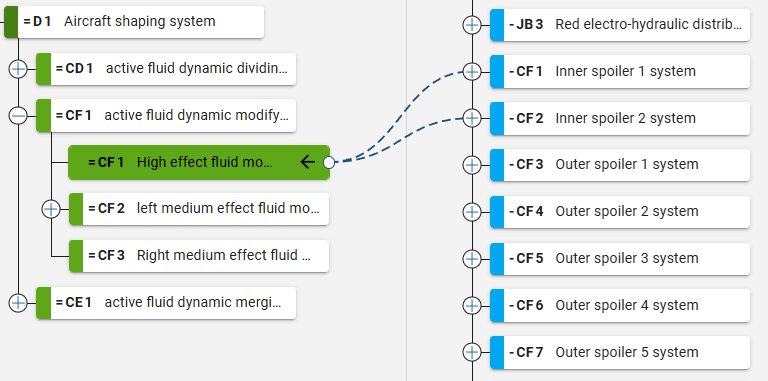 =D1 Aircraft shaping system
=CD1 active fluid dynamic dividin...
=CF1 active fluid dynamic modify...
=CF1 High effect fluid mo...
=CF2 left medium effect fluid mo...
=CF3 Right medium effect fluid ...
=CE1 active fluid dynamic mergi...
-JB3 Red electro-hydraulic distrib...
-CF1 Inner spoiler 1 system
-CF2 Inner spoiler 2 system
-CF3 Outer spoiler 1 system
-CF4 Outer spoiler 2 system
-CF5 Outer spoiler 3 system
-CF6 Outer spoiler 4 system
-CF7 Outer spoiler 5 system